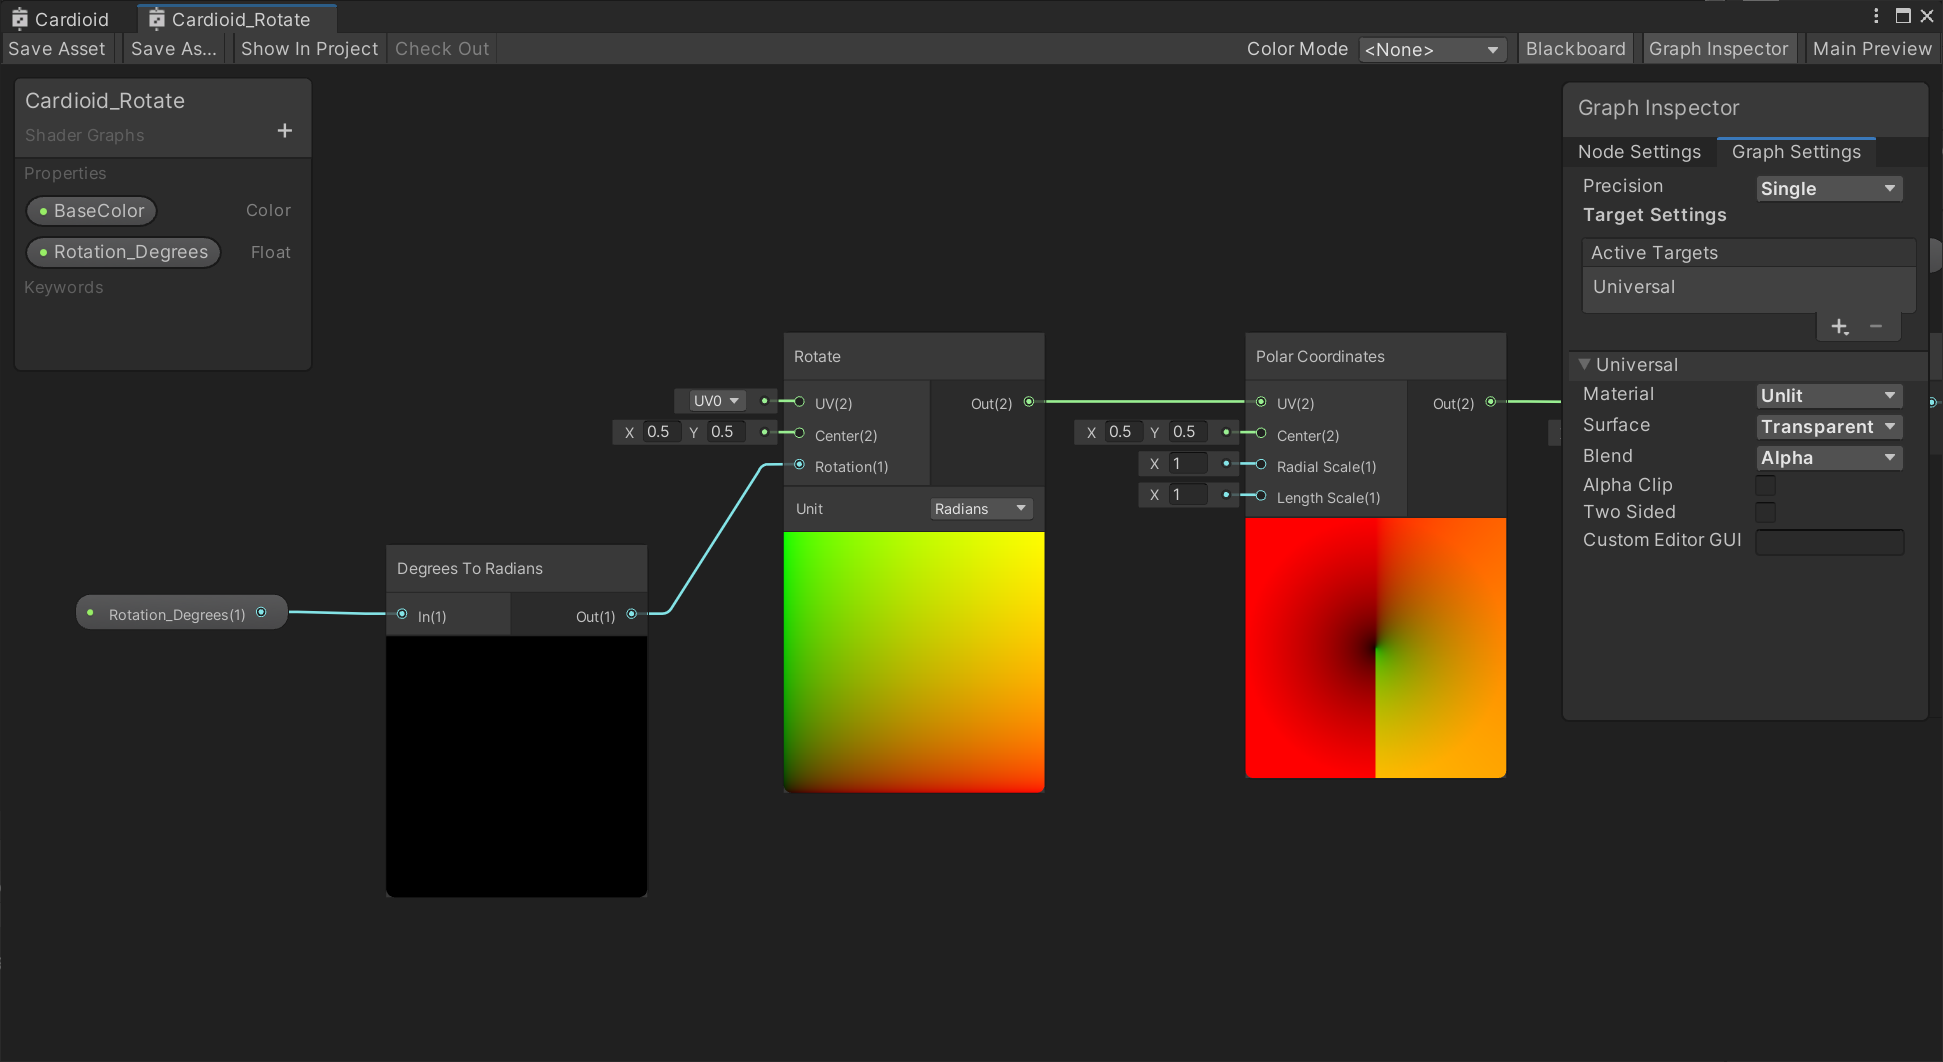 Cardioid
Cardioid_Rotate
Save Asset
Save As...
Show In Project
Check Out
Color Mode
<None>
Blackboard
Graph Inspector
Main Preview
Cardioid_Rotate
Shader Graphs
+
Properties
BaseColor
Color
Rotation_Degrees
Float
Keywords
Rotation_Degrees(1)
Degrees To Radians
In(1)
Out(1)
Rotate
UV0
UV(2)
Out(2)
X 0.5 Y 0.5
Center(2)
Rotation(1)
Unit
Radians
Polar Coordinates
UV(2)
Out(2)
X 0.5 Y 0.5
Center(2)
X 1
Radial Scale(1)
X 1
Length Scale(1)
Graph Inspector
Node Settings
Graph Settings
Precision
Single
Target Settings
Active Targets
Universal
Universal
Material
Unlit
Surface
Transparent
Blend
Alpha
Alpha Clip
Two Sided
Custom Editor GUI